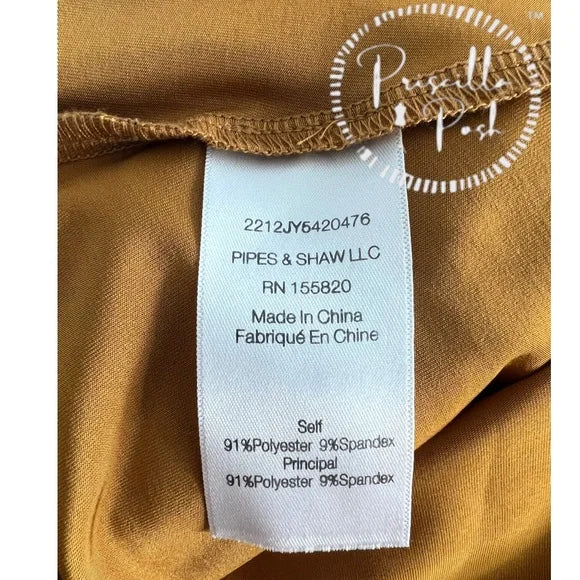 TM
Priscilla
Posh
2212JY5420476
PIPES & SHAW LLC
RN 155820
Made In China
Fabriqué En Chine
Self
91%Polyester 9%Spandex
Principal
91%Polyester 9%Spandex